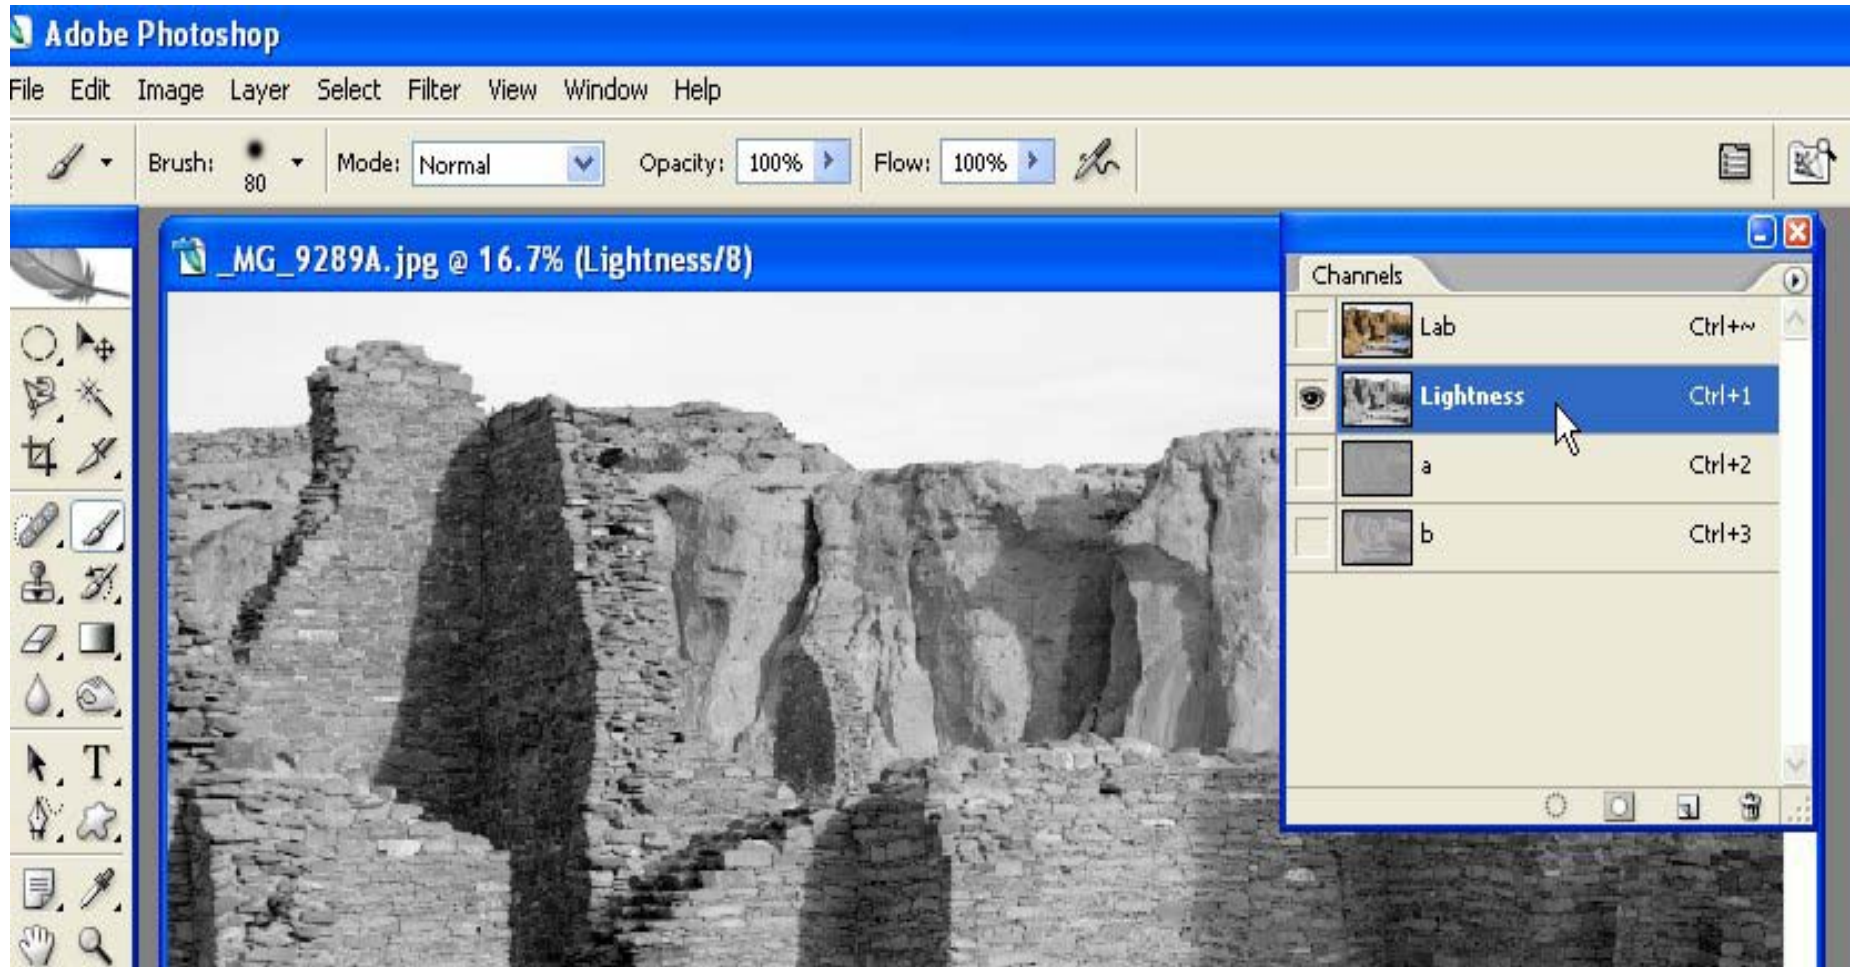 Adobe Photoshop
File Edit Image Layer Select Filter View Window Help
Brush: 80 Mode: Normal Opacity: 100% Flow: 100%
_MG_9289A.jpg @ 16.7% (Lightness/8)
Channels
Lab Ctrl+~
Lightness Ctrl+1
a Ctrl+2
b Ctrl+3
T